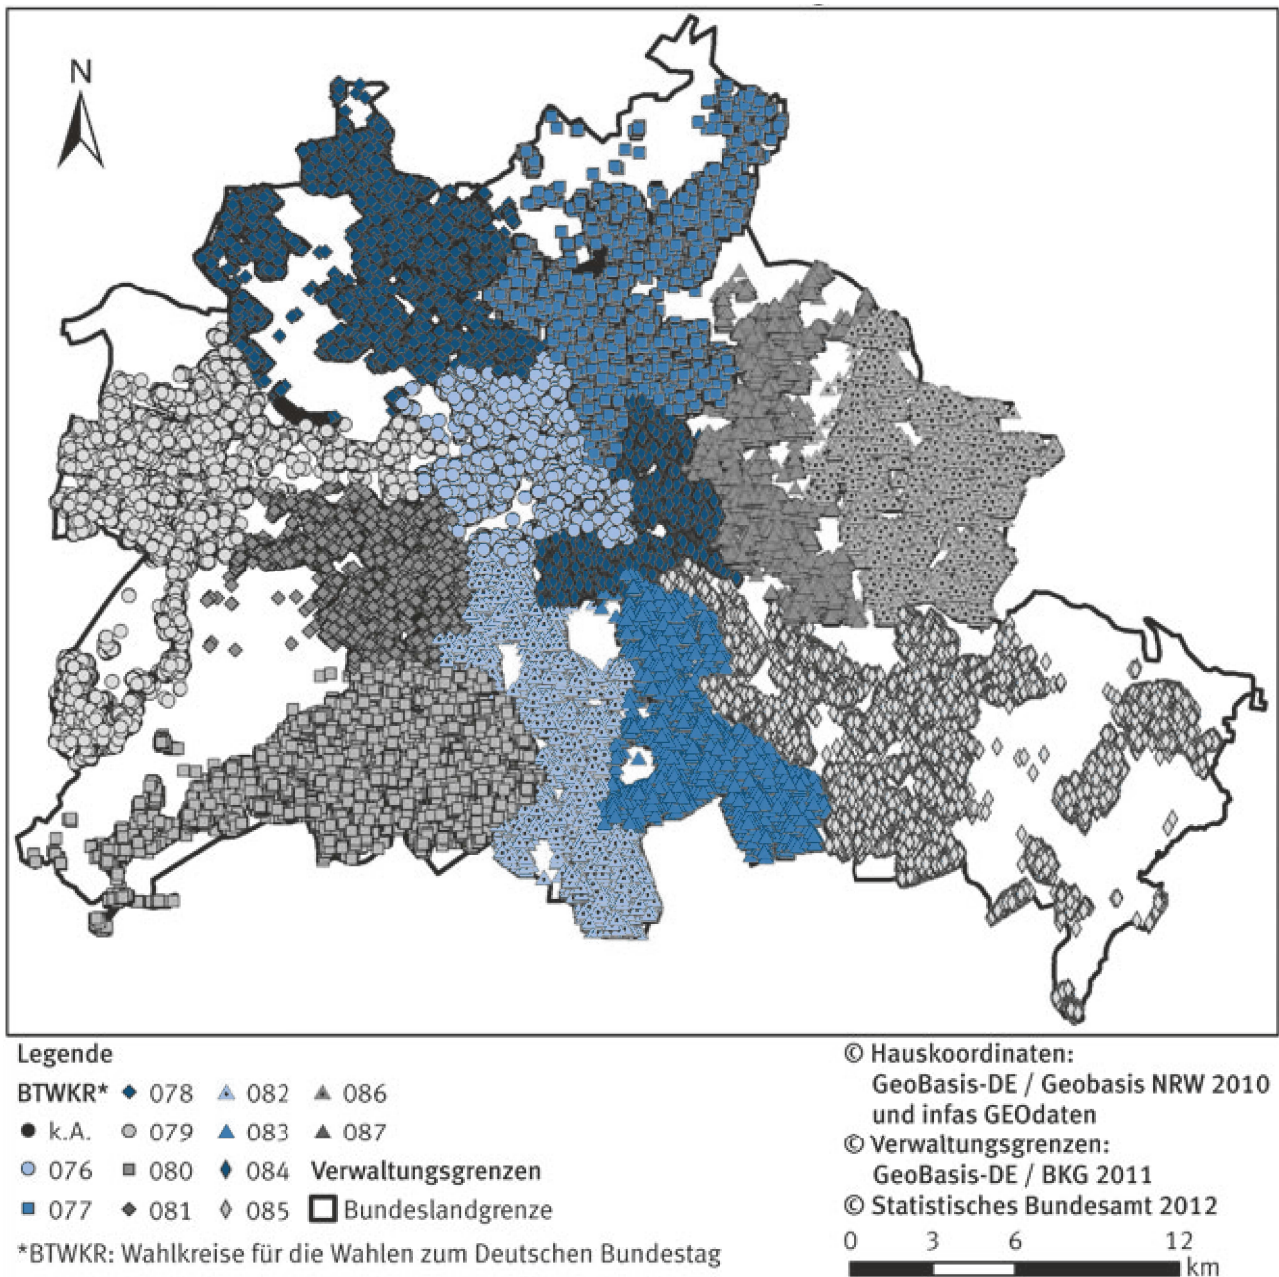 N
Legende
BTWKR* 078 082 086
k.A. 079 083 087
076 080 084 Verwaltungsgrenzen
077 081 085 Bundeslandgrenze
*BTWKR: Wahlkreise für die Wahlen zum Deutschen Bundestag
© Hauskoordinaten:
GeoBasis-DE / Geobasis NRW 2010
und infas GEOdaten
© Verwaltungsgrenzen:
GeoBasis-DE / BKG 2011
© Statistisches Bundesamt 2012
0 3 6 12
km